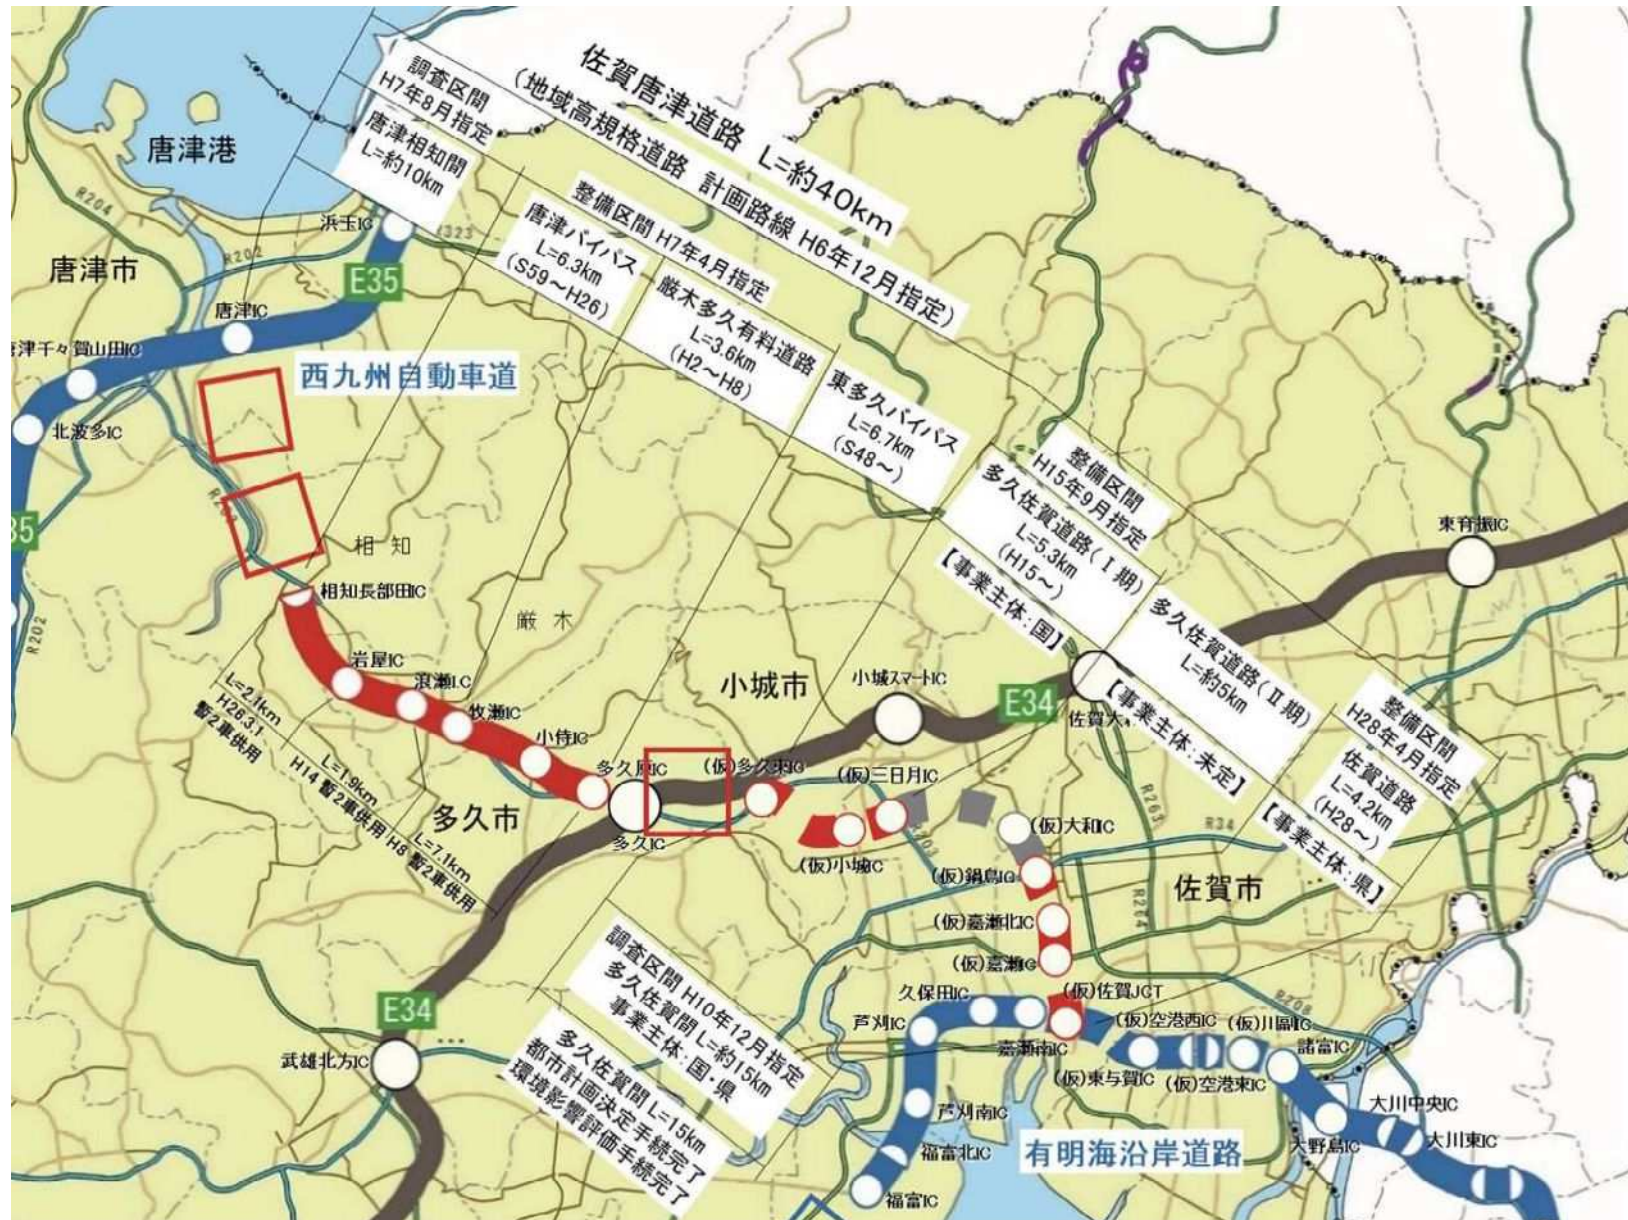 佐賀唐津道路 L=約40km
(地域高規格道路 計画路線 H6年12月指定)
調査区間
H7年8月指定
唐津相知間
L=約10km
整備区間 H7年4月指定
唐津バイパス
L=6.3km
(S59～H26)
厳木多久有料道路
L=3.6km
(H2～H8)
東多久バイパス
L=6.7km
(S48～)
整備区間
H15年9月指定
多久佐賀道路(Ⅰ期)
L=5.3km
(H15～)
【事業主体:国】
多久佐賀道路(Ⅱ期)
L=約5km
【事業主体:未定】
整備区間
H28年4月指定
佐賀道路
L=4.2km
(H28～)
【事業主体:県】
唐津港
唐津市
R204
R202
浜玉IC
E35
唐津IC
津千々賀山田IC
西九州自動車道
北波多IC
35
R202
相知
相知長部田IC
厳木
岩屋IC
浪瀬I.C
牧瀬IC
小侍IC
多久原IC
多久IC
多久市
L=2.1km
H26.3.1
暫2車供用
L=1.9km
H14 暫2車供用
L=7.1km
H8 暫2車供用
小城市
小城スマートIC
E34
佐賀大
東脊振IC
(仮)多久東IC
(仮)三日月IC
(仮)小城IC
(仮)大和IC
(仮)鍋島IC
(仮)嘉瀬北IC
(仮)嘉瀬IC
(仮)佐賀JCT
R263
R34
R264
R208
佐賀市
調査区間 H10年12月指定
多久佐賀間 L=約15km
事業主体:国・県
多久佐賀間 L=15km
都市計画決定手続完了
環境影響評価手続完了
E34
武雄北方IC
久保田IC
芦刈IC
嘉瀬南IC
(仮)空港西IC
(仮)川副IC
諸富IC
(仮)東与賀IC
(仮)空港東IC
芦刈南IC
福富北IC
福富IC
有明海沿岸道路
大野島IC
大川中央IC
大川東IC